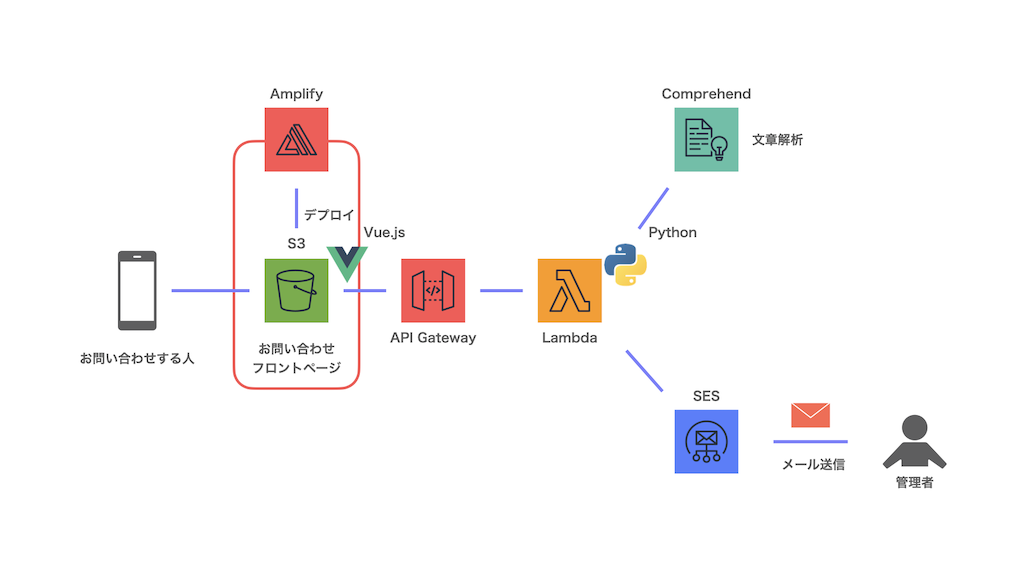 Amplify
Comprehend
文章解析
デプロイ
Vue.js
Python
S3
お問い合わせする人
お問い合わせ
フロントページ
API Gateway
Lambda
SES
メール送信
管理者